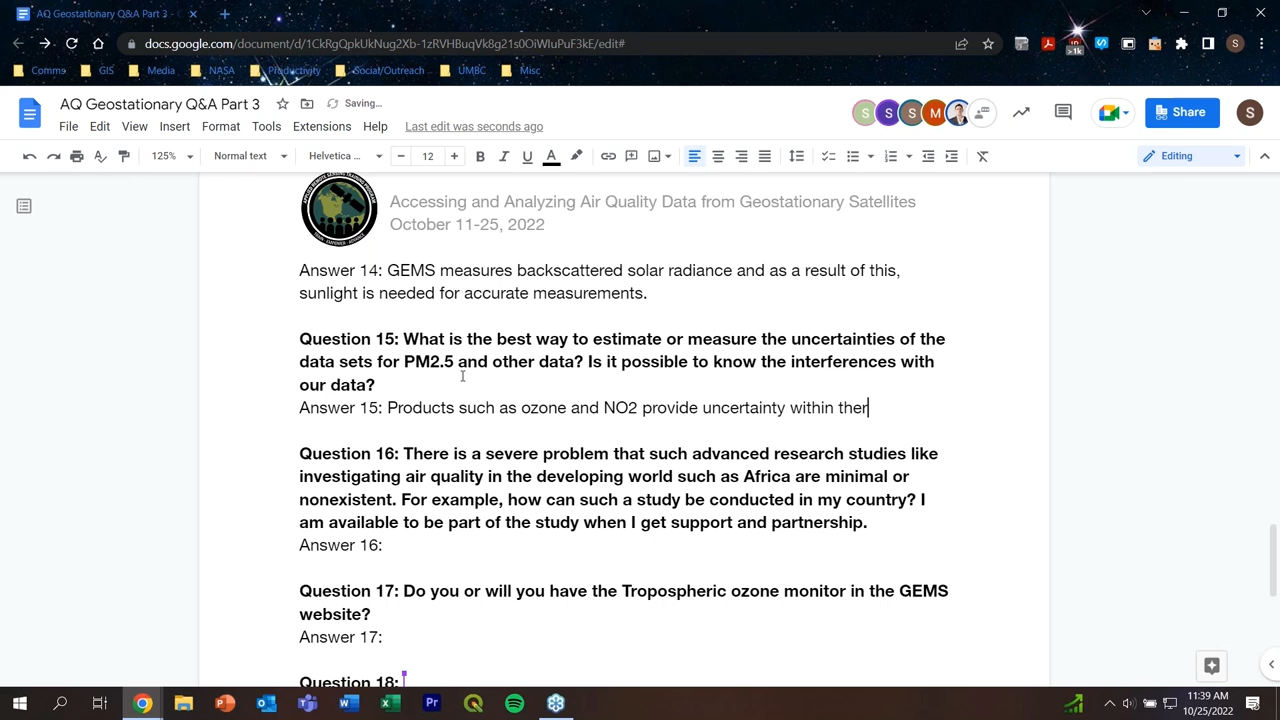 AQ Geostationary Q&A Part 3 -
docs.google.com/document/d/1CkRgQpkUkNug2Xb-1zRVHBuqVk8g21s0OiWIuPuF3kE/edit#
>1k
S
Comms
GIS
Media
NASA
Productivity
Social/Outreach
UMBC
Misc
AQ Geostationary Q&A Part 3
Saving...
File Edit View Insert Format Tools Extensions Help Last edit was seconds ago
S S S M
Share
S
125% Normal text Helvetica ... 12 B I U A
Editing
Accessing and Analyzing Air Quality Data from Geostationary Satellites
October 11-25, 2022
Answer 14: GEMS measures backscattered solar radiance and as a result of this,
sunlight is needed for accurate measurements.
Question 15: What is the best way to estimate or measure the uncertainties of the
data sets for PM2.5 and other data? Is it possible to know the interferences with
our data?
Answer 15: Products such as ozone and NO2 provide uncertainty within ther
Question 16: There is a severe problem that such advanced research studies like
investigating air quality in the developing world such as Africa are minimal or
nonexistent. For example, how can such a study be conducted in my country? I
am available to be part of the study when I get support and partnership.
Answer 16:
Question 17: Do you or will you have the Tropospheric ozone monitor in the GEMS
website?
Answer 17:
Question 18:
11:39 AM
10/25/2022